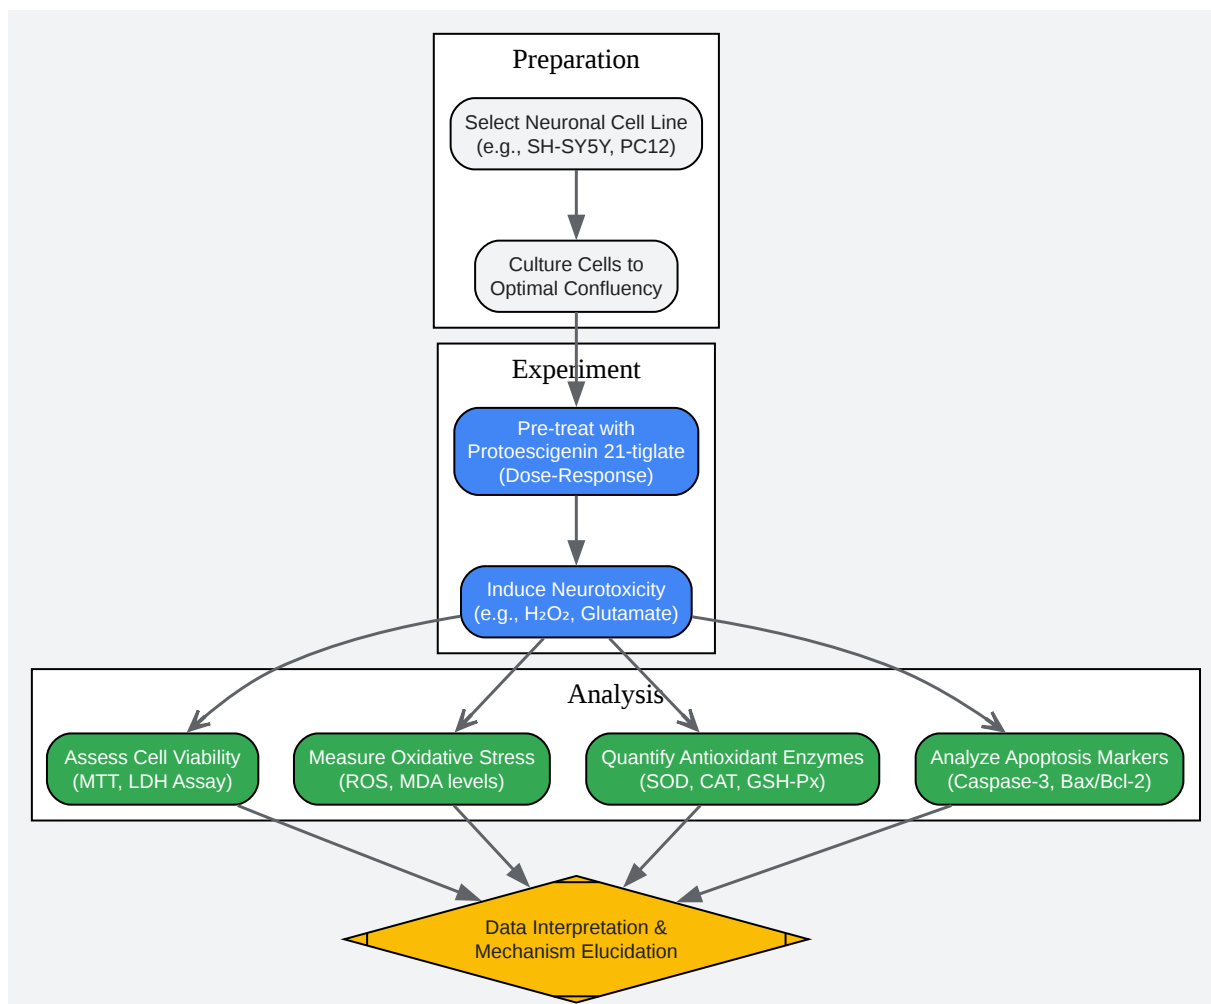 Preparation
Select Neuronal Cell Line
(e.g., SH-SY5Y, PC12)
Culture Cells to
Optimal Confluency
Experiment
Pre-treat with
Protoescigenin 21-tiglate
(Dose-Response)
Induce Neurotoxicity
(e.g., H₂O₂, Glutamate)
Analysis
Assess Cell Viability
(MTT, LDH Assay)
Measure Oxidative Stress
(ROS, MDA levels)
Quantify Antioxidant Enzymes
(SOD, CAT, GSH-Px)
Analyze Apoptosis Markers
(Caspase-3, Bax/Bcl-2)
Data Interpretation &
Mechanism Elucidation